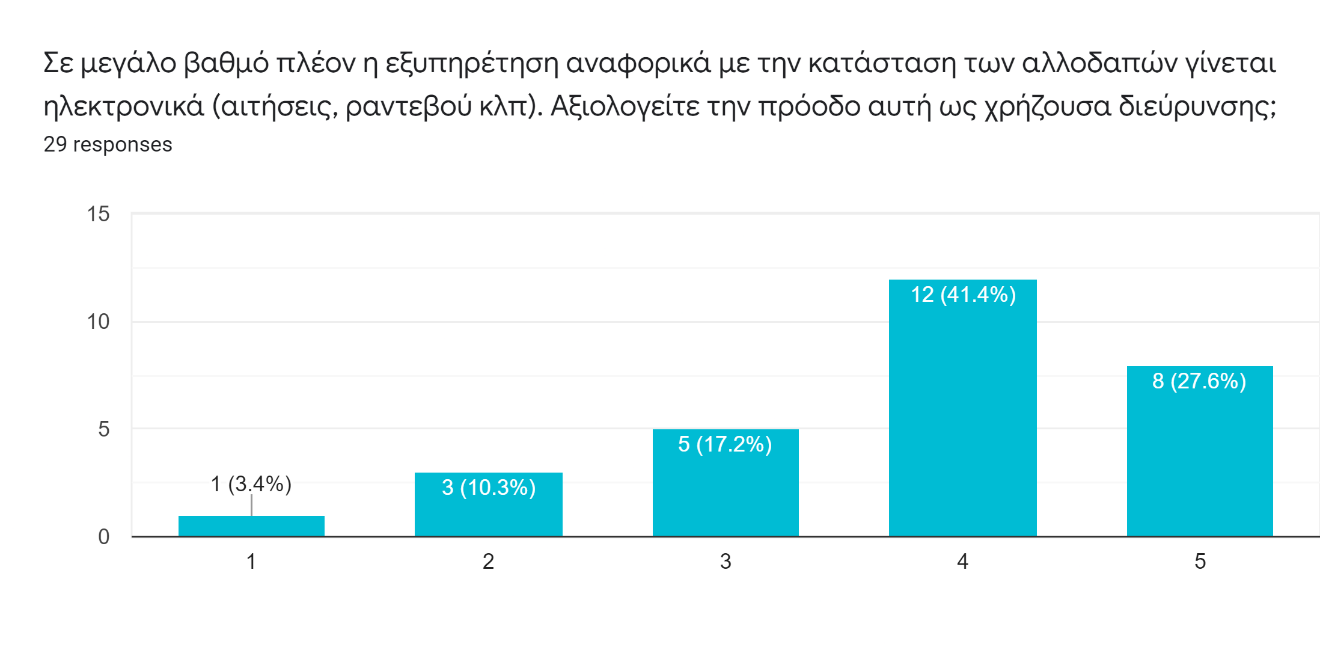 Σε μεγάλο βαθμό πλέον η εξυπηρέτηση αναφορικά με την κατάσταση των αλλοδαπών γίνεται
ηλεκτρονικά (αιτήσεις, ραντεβού κλπ). Αξιολογείτε την πρόοδο αυτή ως χρήζουσα διεύρυνσης;
29 responses
15
10
5
0
1 (3.4%)
3 (10.3%)
5 (17.2%)
12 (41.4%)
8 (27.6%)
1 2 3 4 5